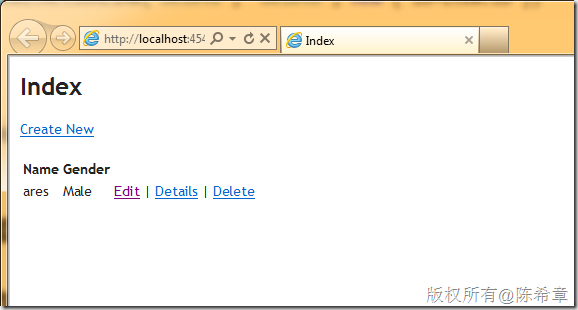 http://localhost:454
Index
Index
Create New
Name Gender
ares Male Edit | Details | Delete
版权所有@陈希章